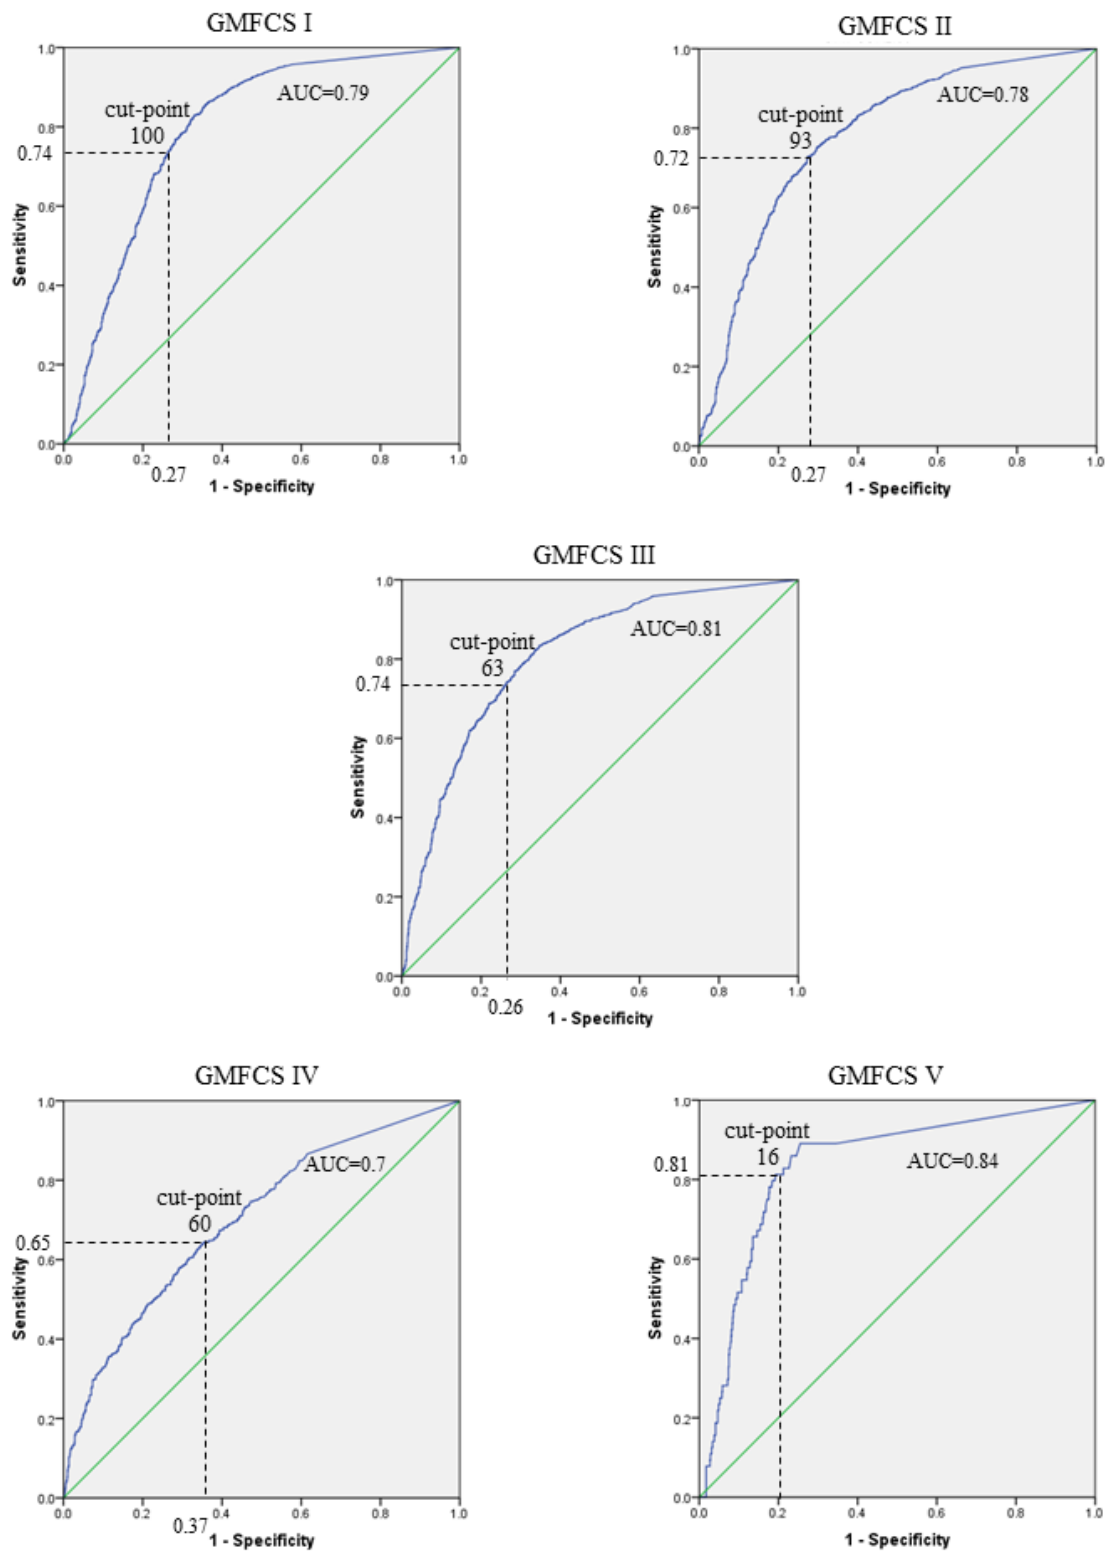 GMFCS I
1.0
AUC=0.79
cut-point
100
0.8
0.74
0.6
Sensitivity
0.4
0.2
0.0
0.0 0.2 0.4 0.6 0.8 1.0
0.27
1 - Specificity
GMFCS II
1.0
AUC=0.78
cut-point
93
0.8
0.72
0.6
Sensitivity
0.4
0.2
0.0
0.0 0.2 0.4 0.6 0.8 1.0
0.27
1 - Specificity
GMFCS III
1.0
AUC=0.81
cut-point
63
0.8
0.74
0.6
Sensitivity
0.4
0.2
0.0
0.0 0.2 0.4 0.6 0.8 1.0
0.26
1 - Specificity
GMFCS IV
1.0
AUC=0.7
0.8
cut-point
60
0.65
0.6
Sensitivity
0.4
0.2
0.0
0.0 0.2 0.4 0.6 0.8 1.0
0.37
1 - Specificity
GMFCS V
1.0
cut-point
16
AUC=0.84
0.81
0.8
0.6
Sensitivity
0.4
0.2
0.0
0.0 0.2 0.4 0.6 0.8 1.0
1 - Specificity